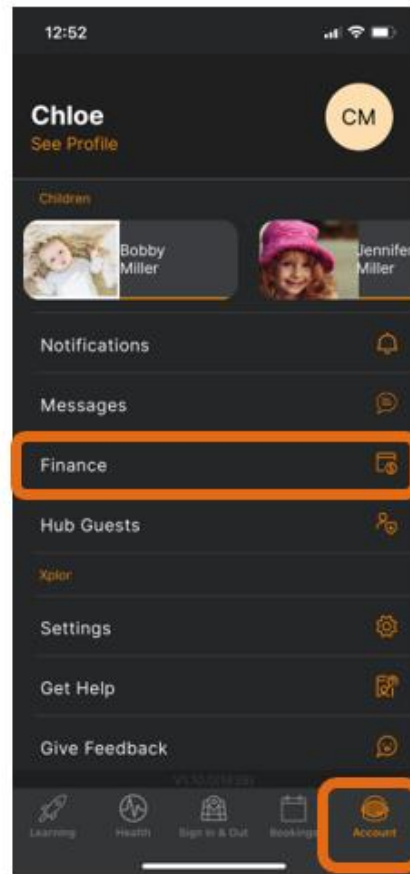 12:52
Chloe
CM
See Profile
Children
Bobby
Miller
Jennifer
Miller
Notifications
Messages
Finance
Hub Guests
Xplor
Settings
Get Help
Give Feedback
Learning
Health
Sign In & Out
Bookings
Account